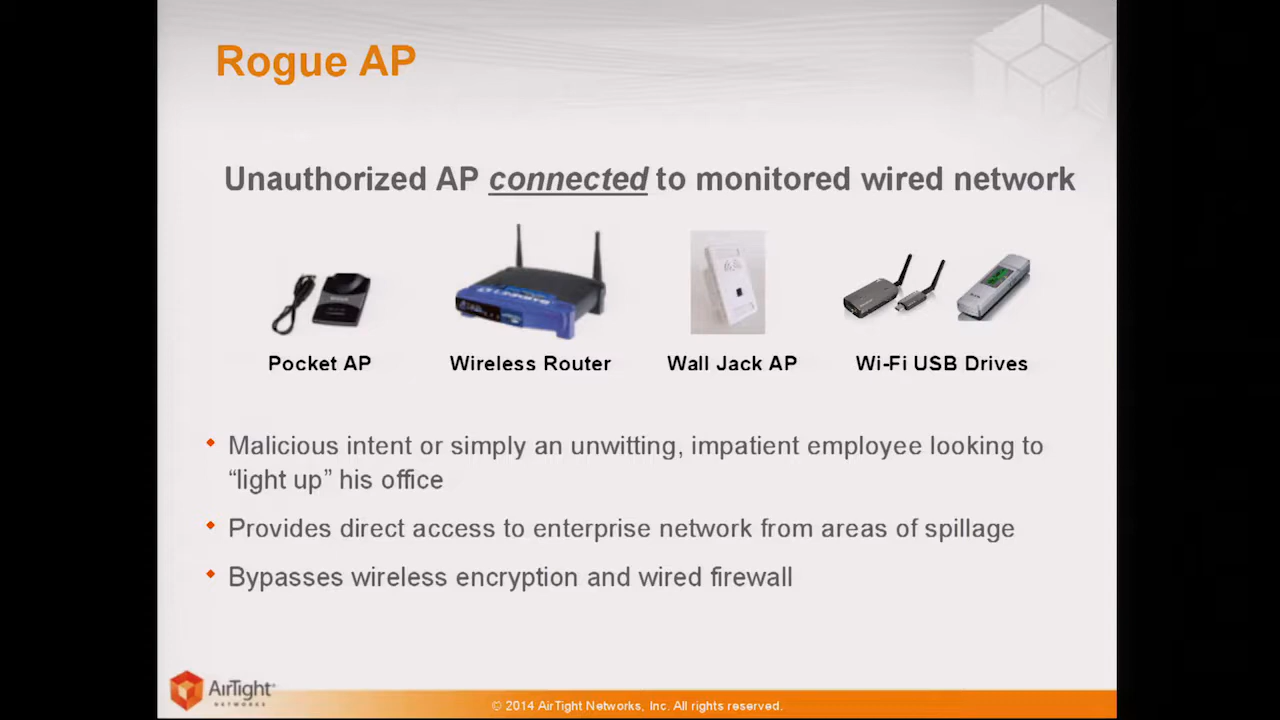 Rogue AP
Unauthorized AP connected to monitored wired network
LINKSYS
Pocket AP
Wireless Router
Wall Jack AP
Wi-Fi USB Drives
Malicious intent or simply an unwitting, impatient employee looking to
“light up” his office
Provides direct access to enterprise network from areas of spillage
Bypasses wireless encryption and wired firewall
AirTight
NETWORKS
© 2014 AirTight Networks, Inc. All rights reserved.